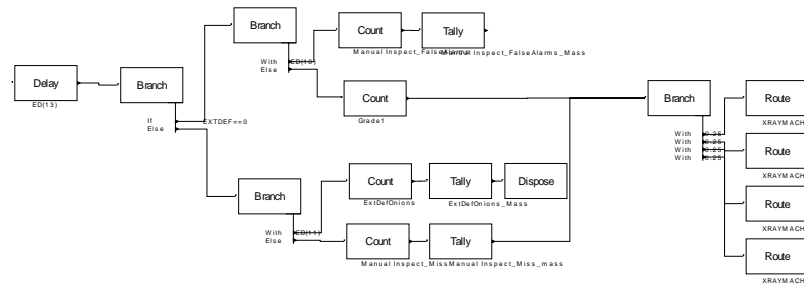 Delay
ED(13)
Branch
If EXTDEF==0
Else
Branch
With ED(10)
Else
Count
Manual Inspect_FalseAlarms
Tally
Manual Inspect_FalseAlarms_Mass
Count
Grade1
Branch
With ED(11)
Else
Count
ExtDefOnions
Tally
ExtDefOnions_Mass
Dispose
Count
Manual Inspect_Miss
Tally
Manual Inspect_Miss_mass
Branch
With 0.25
With 0.25
With 0.25
With 0.25
Route
XRAYMACH
Route
XRAYMACH
Route
XRAYMACH
Route
XRAYMACH